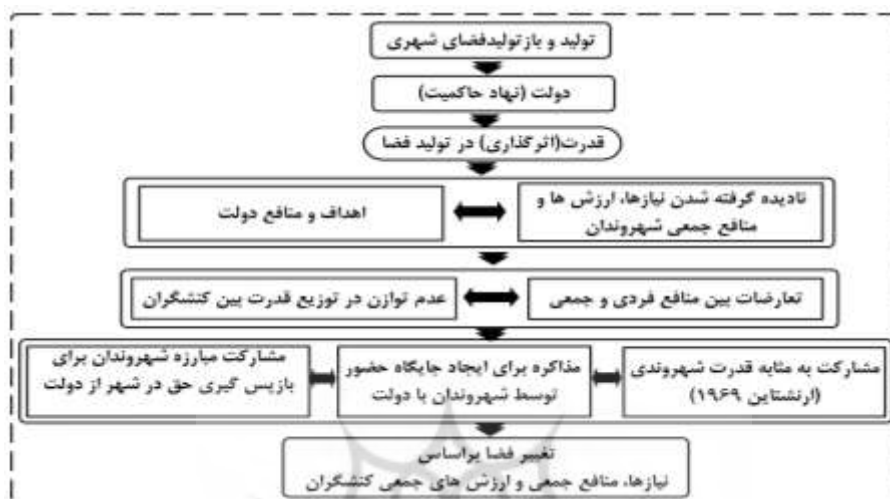 تولید و بازتولیدفضای شهری
دولت (نهاد حاکمیت)
قدرت(اثرگذاری) در تولید فضا
نادیده گرفته شدن نیازها، ارزش ها و
منافع جمعی شهروندان
اهداف و منافع دولت
تعارضات بین منافع فردی و جمعی
عدم توازن در توزیع قدرت بین کنشگران
مشارکت به مثابه قدرت شهروندی
(ارنشتاین ۱۹۶۹)
مذاکره برای ایجاد جایگاه حضور
توسط شهروندان با دولت
مشارکت مبارزه شهروندان برای
بازپس گیری حق در شهر از دولت
تغییر فضا براساس
نیازها، منافع جمعی و ارزش های جمعی کنشگران